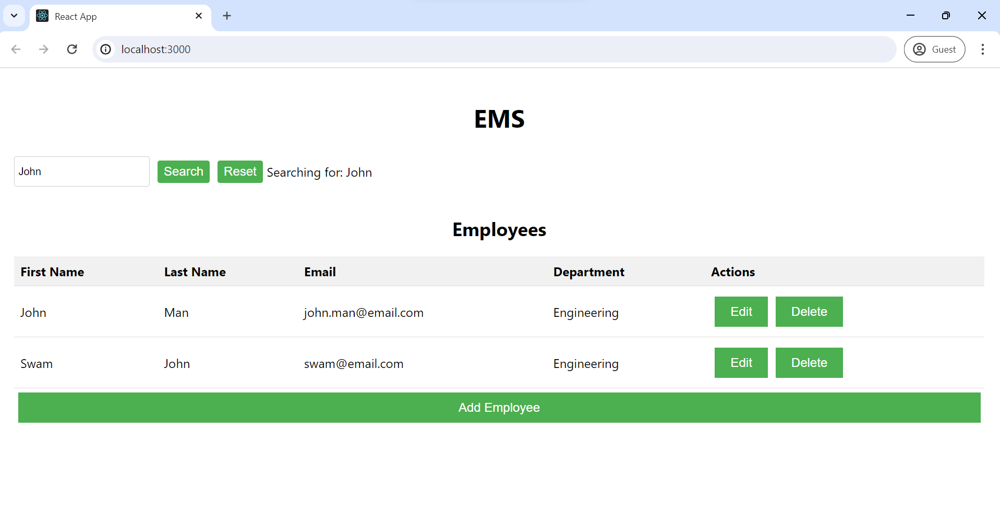 React App
localhost:3000
Guest
EMS
John Search Reset Searching for: John
Employees
First Name Last Name Email Department Actions
John Man john.man@email.com Engineering Edit Delete
Swam John swam@email.com Engineering Edit Delete
Add Employee